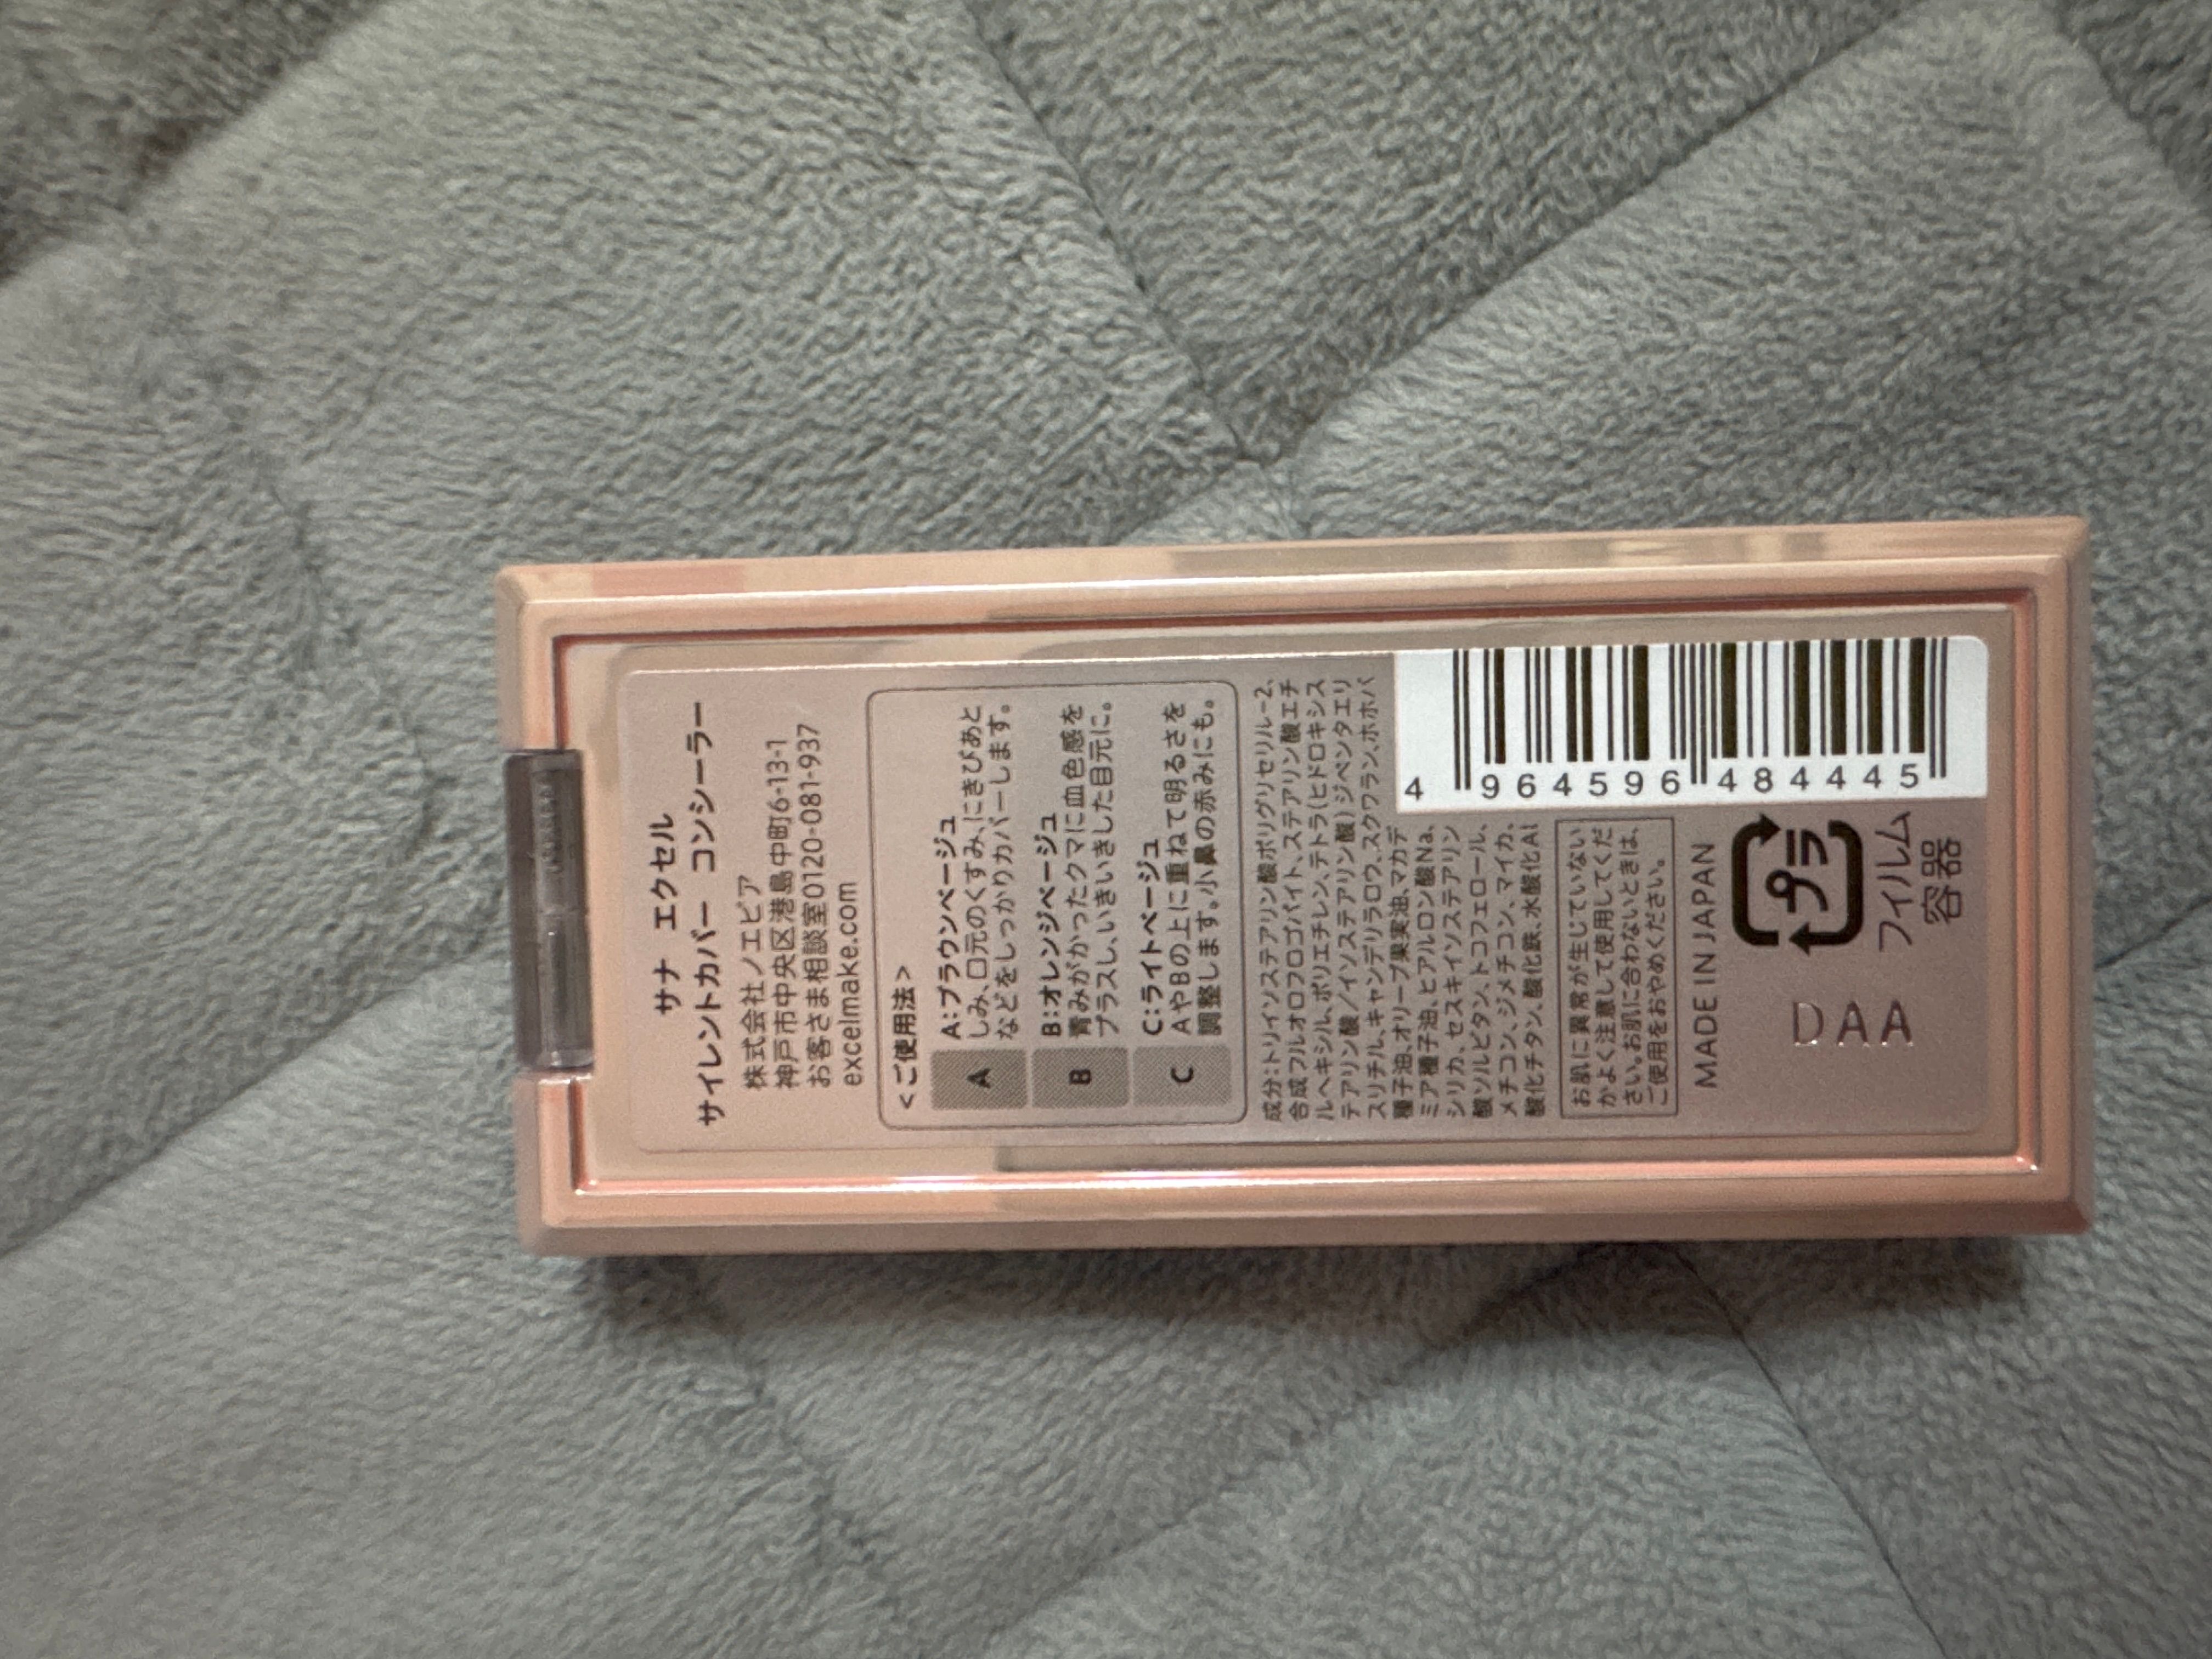 サナ エクセル
サイレントカバー コンシーラー
株式会社ノエビア
神戸市中央区港島中町6-13-1
お客さま相談室0120-081-937
excelmake.com
<ご使用法>
A
A:ブラウンベージュ
しみ、口元のくすみ、にきびあと
などをしっかりカバーします。
B
B:オレンジベージュ
青みがかったクマに血色感を
プラスし、いきいきした目元に。
C
C:ライトベージュ
AやBの上に重ねて明るさを
調整します。小鼻の赤みにも。
成分:トリイソステアリン酸ポリグリセリル-2、
合成フルオロフロゴパイト、ステアリン酸エチ
ルヘキシル、ポリエチレン、テトラ(ヒドロキシス
テアリン酸/イソステアリン酸)ジペンタエリ
スリチル、キャンデリラロウ、スクワラン、ホホバ
種子油、オリーブ果実油、マカデ
ミア種子油、ヒアルロン酸Na、
シリカ、セスキイソステアリン
酸ソルビタン、トコフェロール、
メチコン、ジメチコン、マイカ、
酸化チタン、酸化鉄、水酸化Al
お肌に異常が生じていない
かよく注意して使用してくだ
さい。お肌に合わないときは、
ご使用をおやめください。
MADE IN JAPAN
4 964596 484445
プラ
フィルム
容器
DAA